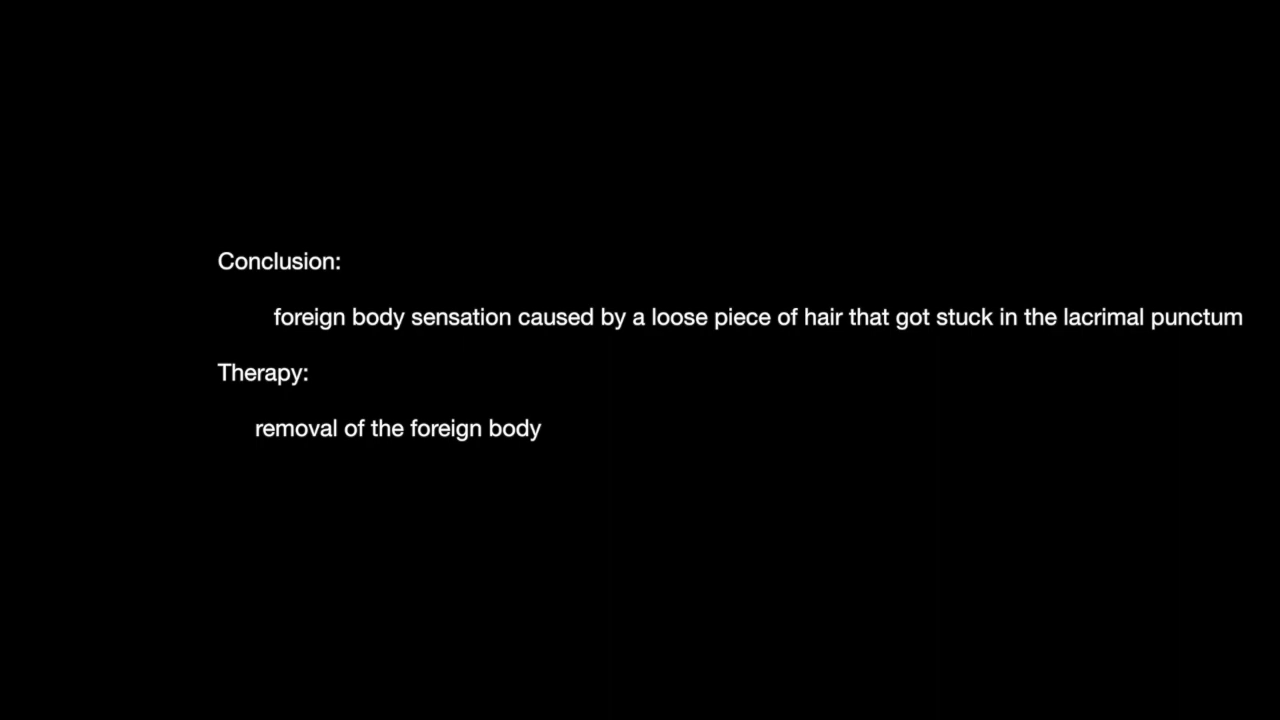 Conclusion:
foreign body sensation caused by a loose piece of hair that got stuck in the lacrimal punctum
Therapy:
removal of the foreign body